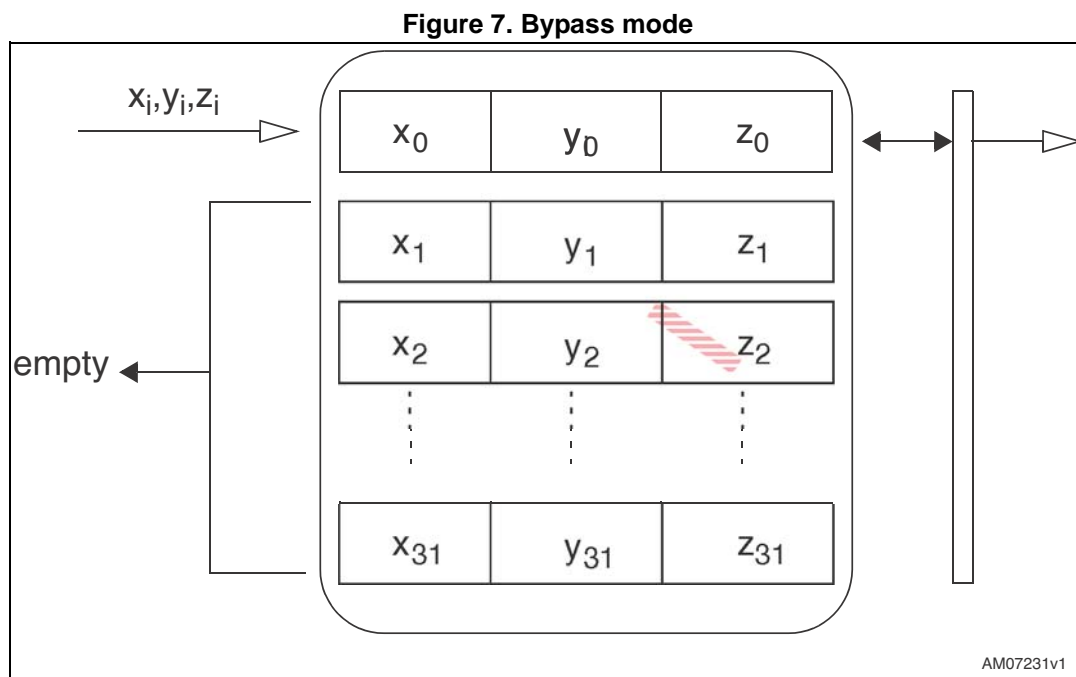 Figure 7. Bypass mode
xi,yi,zi
x0 y0 z0
x1 y1 z1
x2 y2 z2
empty
x31 y31 z31
AM07231v1